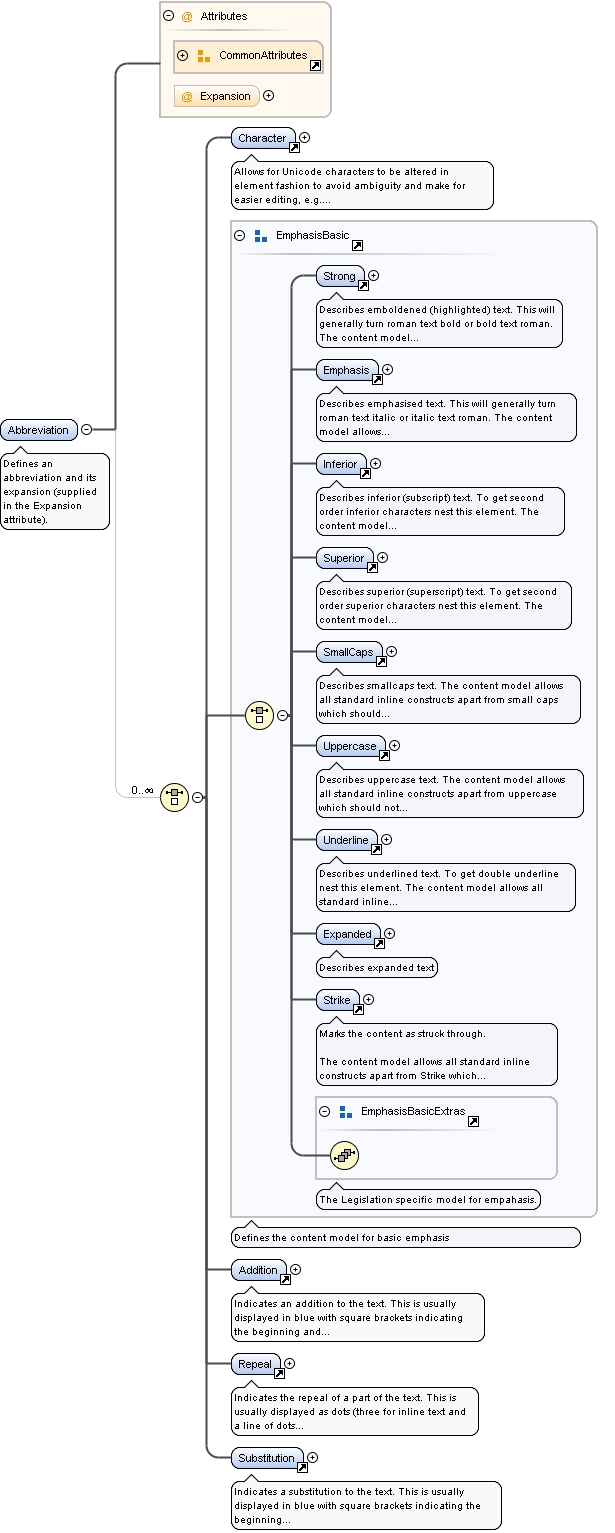 Attributes
CommonAttributes
@ Expansion
Character
Allows for Unicode characters to be altered in
element fashion to avoid ambiguity and make for
easier editing, e.g....
EmphasisBasic
Strong
Describes emboldened (highlighted) text. This will
generally turn roman text bold or bold text roman.
The content model...
Emphasis
Describes emphasised text. This will generally turn
roman text italic or italic text roman. The content
model allows...
Abbreviation
Defines an
abbreviation and its
expansion (supplied
in the Expansion
attribute).
Inferior
Describes inferior (subscript) text. To get second
order inferior characters nest this element. The
content model...
Superior
Describes superior (superscript) text. To get second
order superior characters nest this element. The
content model...
SmallCaps
Describes smallcaps text. The content model allows
all standard inline constructs apart from small caps
which should...
Uppercase
Describes uppercase text. The content model allows
all standard inline constructs apart from uppercase
which should not...
0..∞
Underline
Describes underlined text. To get double underline
nest this element. The content model allows all
standard inline...
Expanded
Describes expanded text
Strike
Marks the content as struck through.
The content model allows all standard inline
constructs apart from Strike which...
EmphasisBasicExtras
The Legislation specific model for empahasis.
Defines the content model for basic emphasis
Addition
Indicates an addition to the text. This is usually
displayed in blue with square brackets indicating
the beginning and...
Repeal
Indicates the repeal of a part of the text. This is
usually displayed as dots (three for inline text and
a line of dots...
Substitution
Indicates a substitution to the text. This is usually
displayed in blue with square brackets indicating the
beginning...